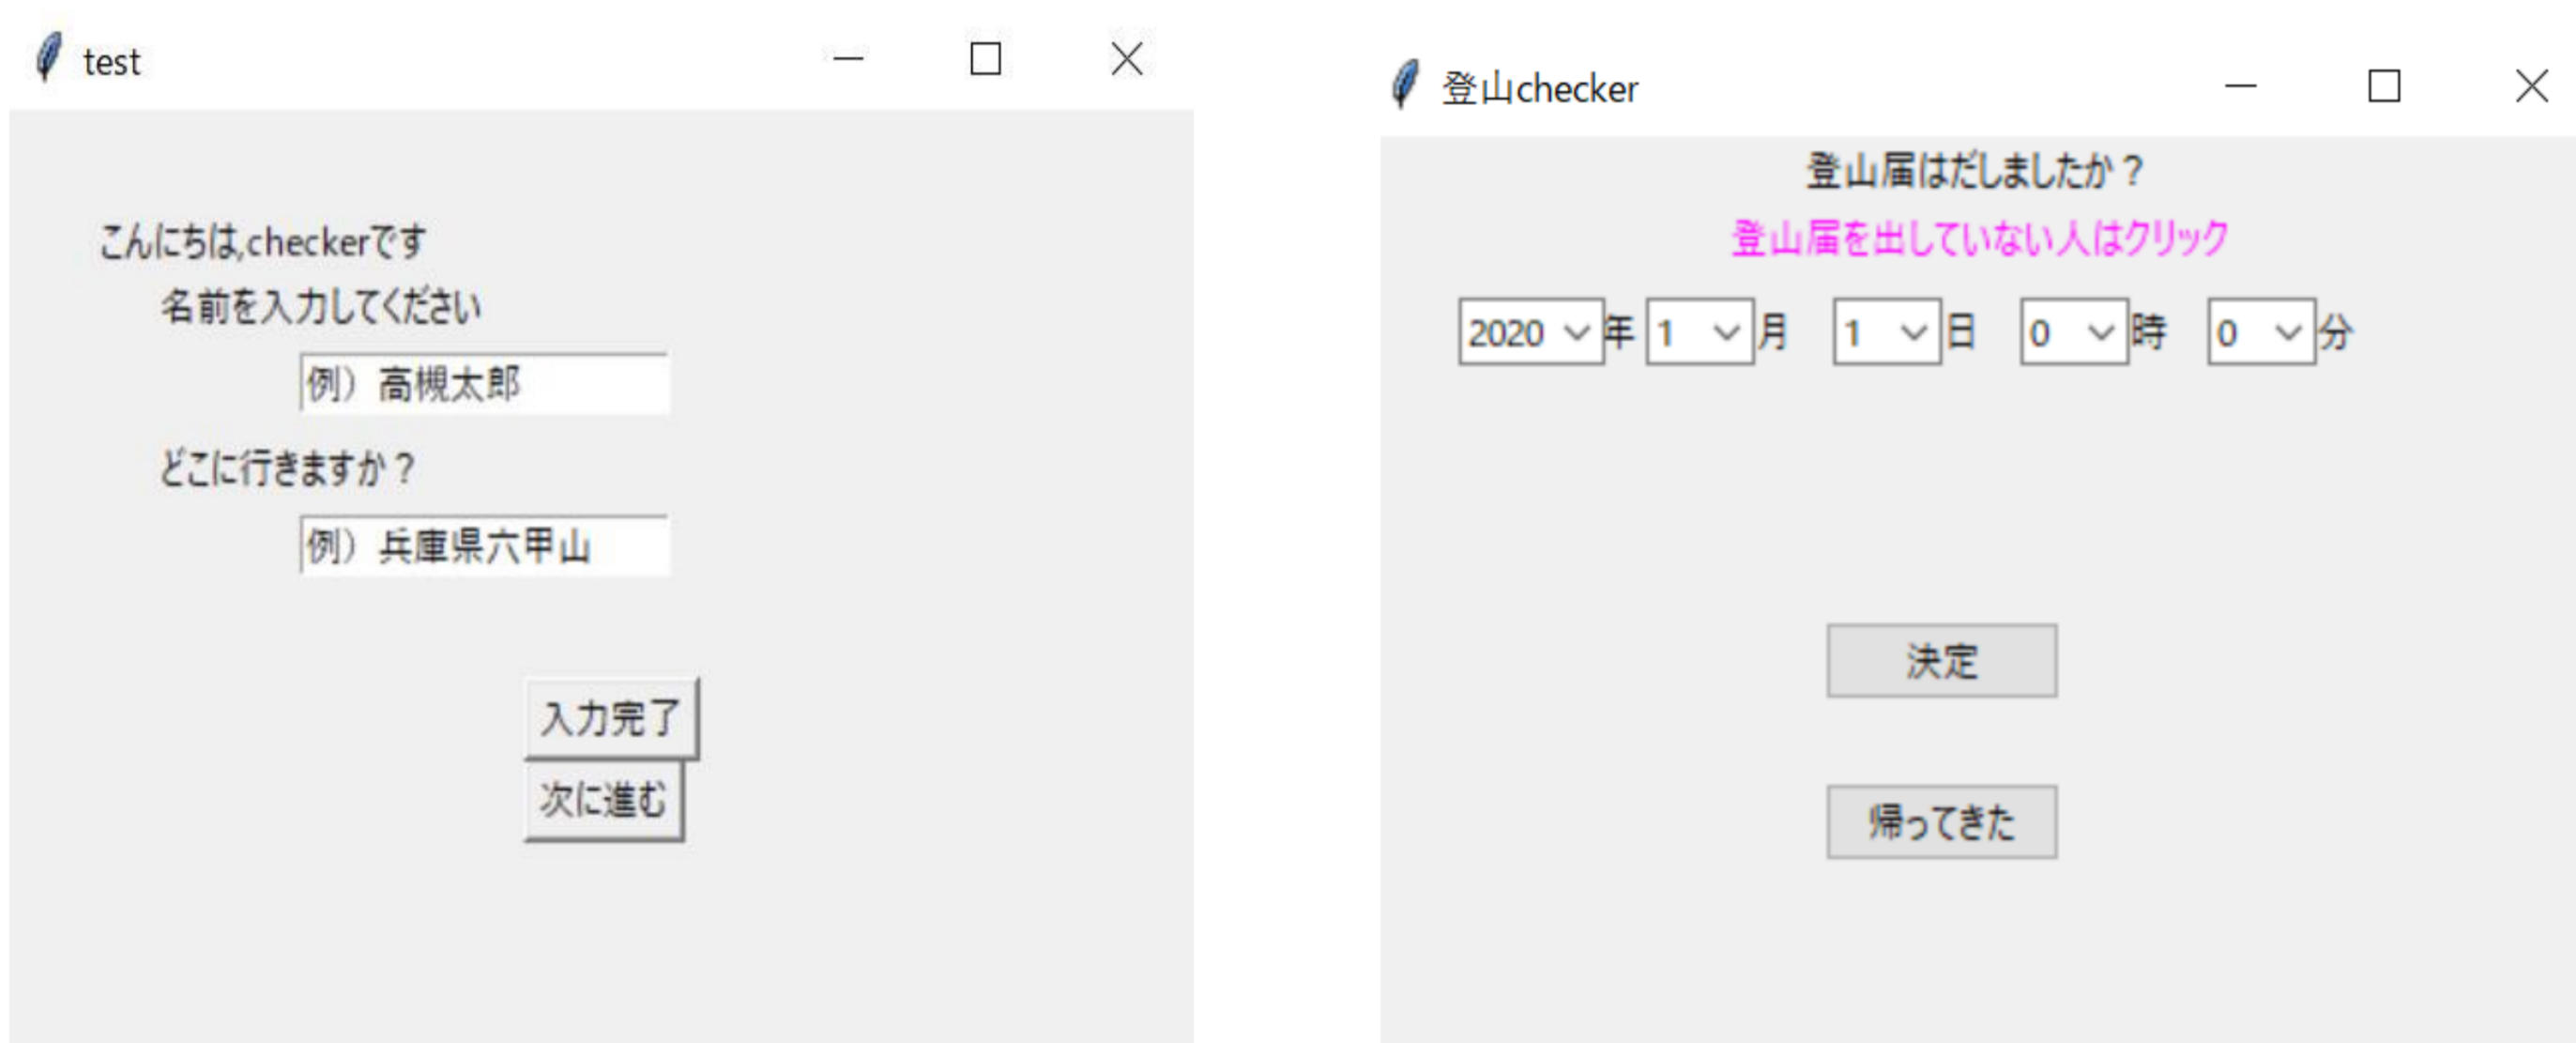 test
こんにちは,checkerです
名前を入力してください
例）高槻太郎
どこに行きますか？
例）兵庫県六甲山
入力完了
次に進む
登山checker
登山届はだしましたか？
登山届を出していない人はクリック
2020 年 1 月 1 日 0 時 0 分
決定
帰ってきた